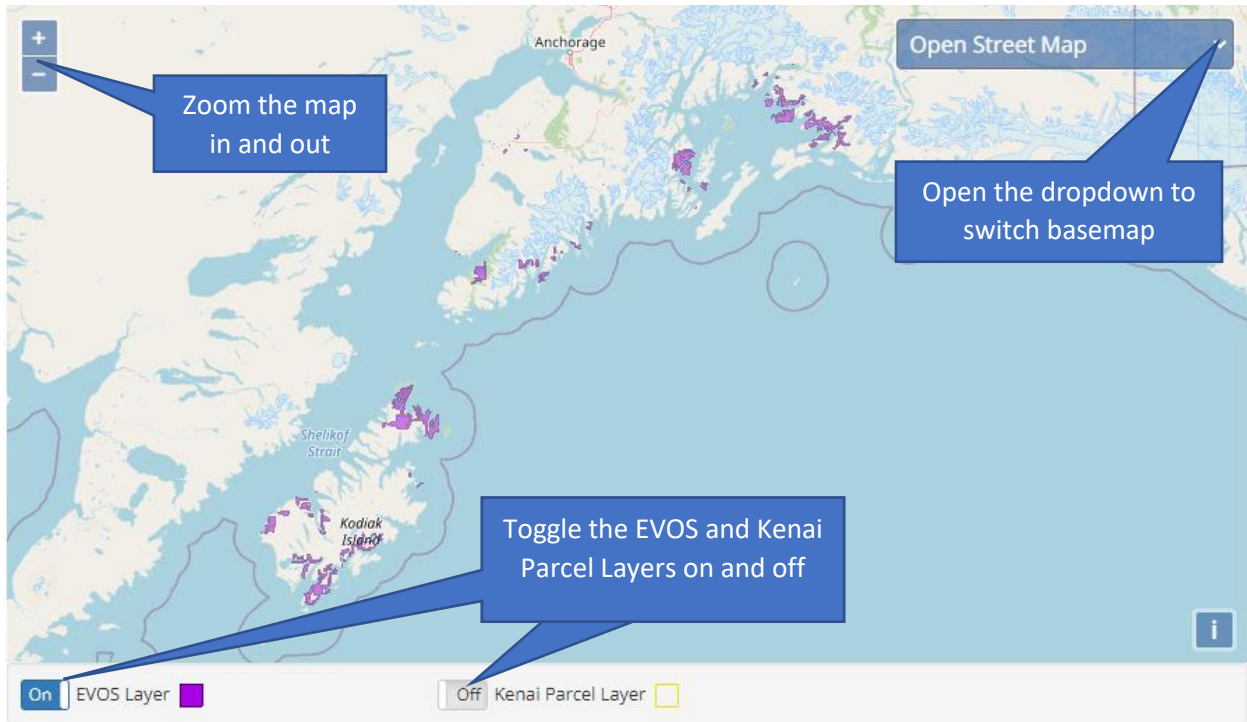 +
Anchorage
Open Street Map
−
Zoom the map
in and out
Open the dropdown to
switch basemap
Shelikof
Strait
Kodiak
Island
Toggle the EVOS and Kenai
Parcel Layers on and off
i
On EVOS Layer
Off Kenai Parcel Layer